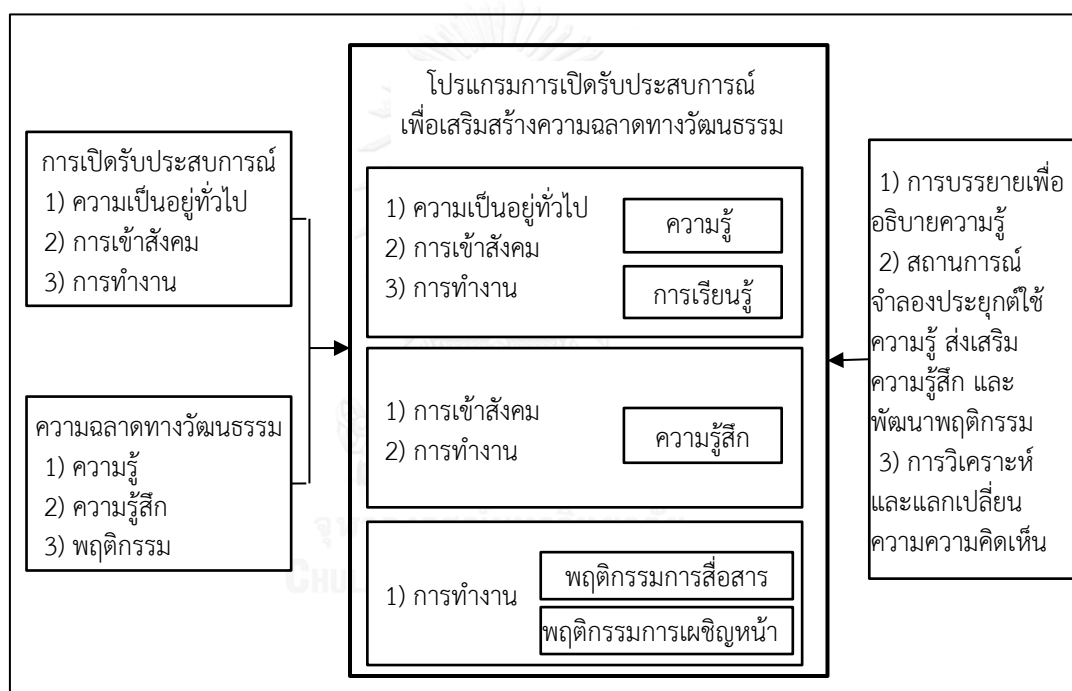 โปรแกรมการเปิดรับประสบการณ์
เพื่อเสริมสร้างความฉลาดทางวัฒนธรรม
การเปิดรับประสบการณ์
1) ความเป็นอยู่ทั่วไป
2) การเข้าสังคม
3) การทำงาน
ความฉลาดทางวัฒนธรรม
1) ความรู้
2) ความรู้สึก
3) พฤติกรรม
1) ความเป็นอยู่ทั่วไป
2) การเข้าสังคม
3) การทำงาน
ความรู้
การเรียนรู้
1) การเข้าสังคม
2) การทำงาน
ความรู้สึก
1) การทำงาน
พฤติกรรมการสื่อสาร
พฤติกรรมการเผชิญหน้า
1) การบรรยายเพื่อ
อธิบายความรู้
2) สถานการณ์
จำลองประยุกต์ใช้
ความรู้ ส่งเสริม
ความรู้สึก และ
พัฒนาพฤติกรรม
3) การวิเคราะห์
และแลกเปลี่ยน
ความความคิดเห็น